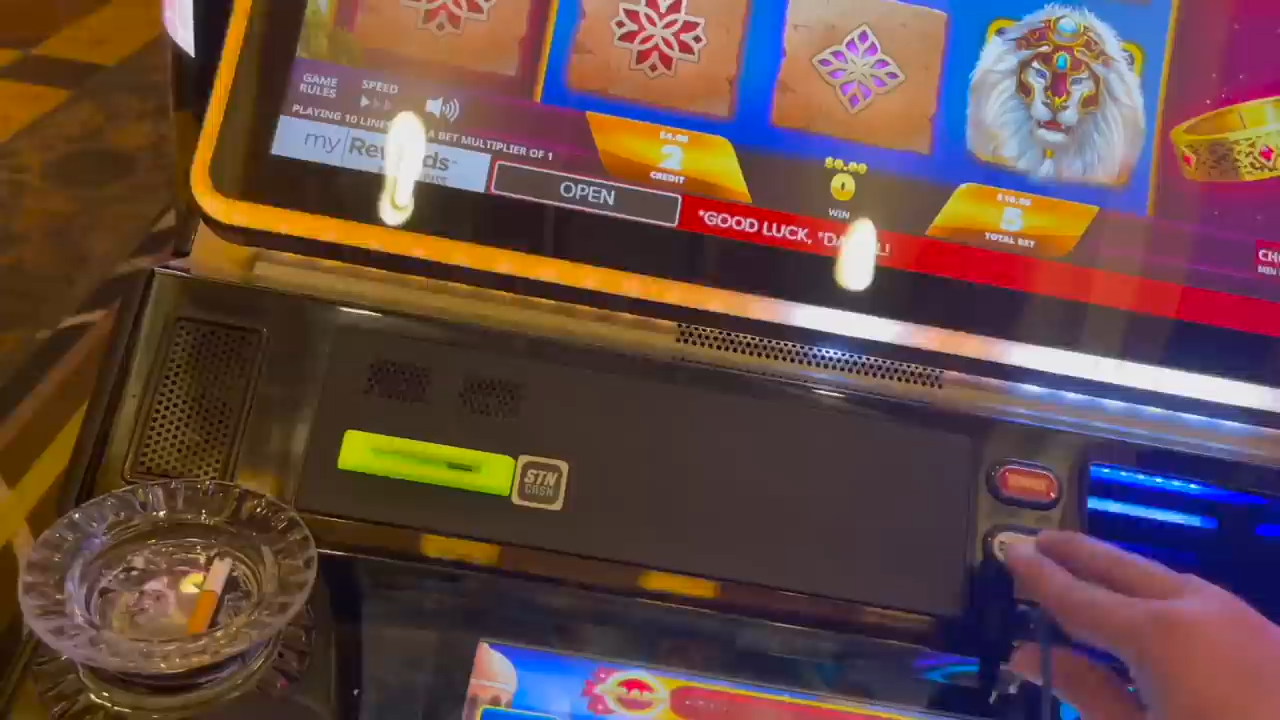 GAME RULES
SPEED
PLAYING 10 LINES A BET MULTIPLIER OF 1
my Rewards
OPEN
$4.00
2
CREDIT
$0.00
0
WIN
$10.00
5
TOTAL BET
*GOOD LUCK,
STN
CASH